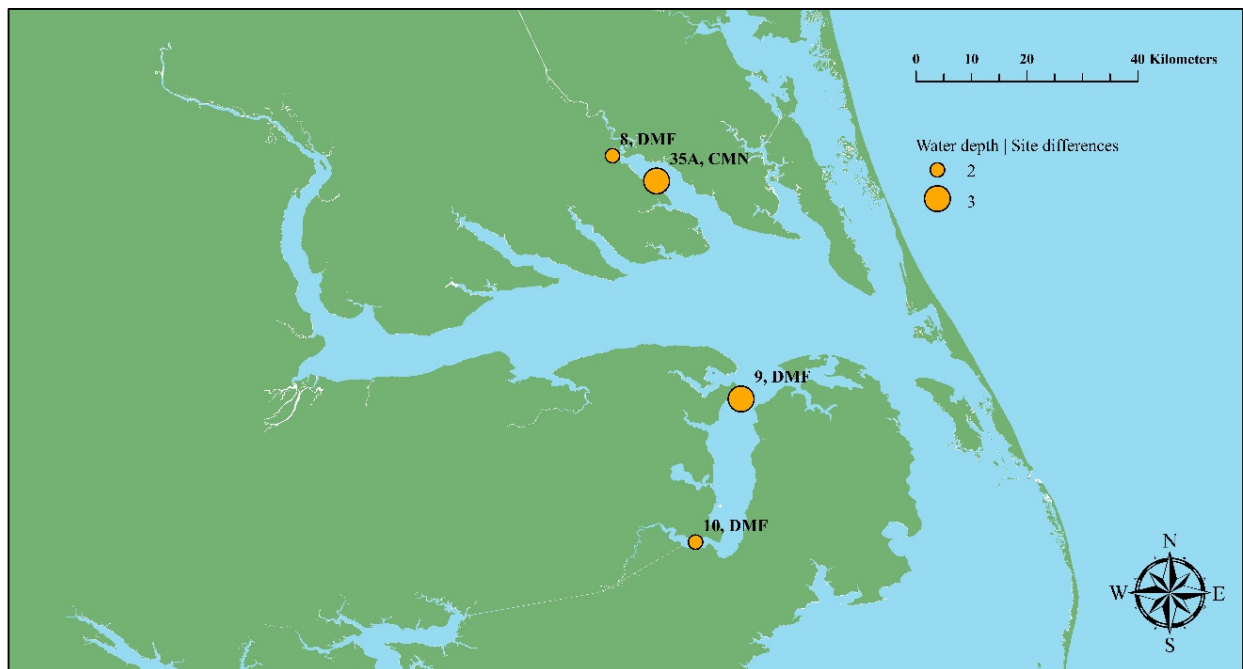 0 10 20 40 Kilometers
8, DMF
35A, CMN
Water depth | Site differences
2
3
9, DMF
10, DMF
N
W E
S